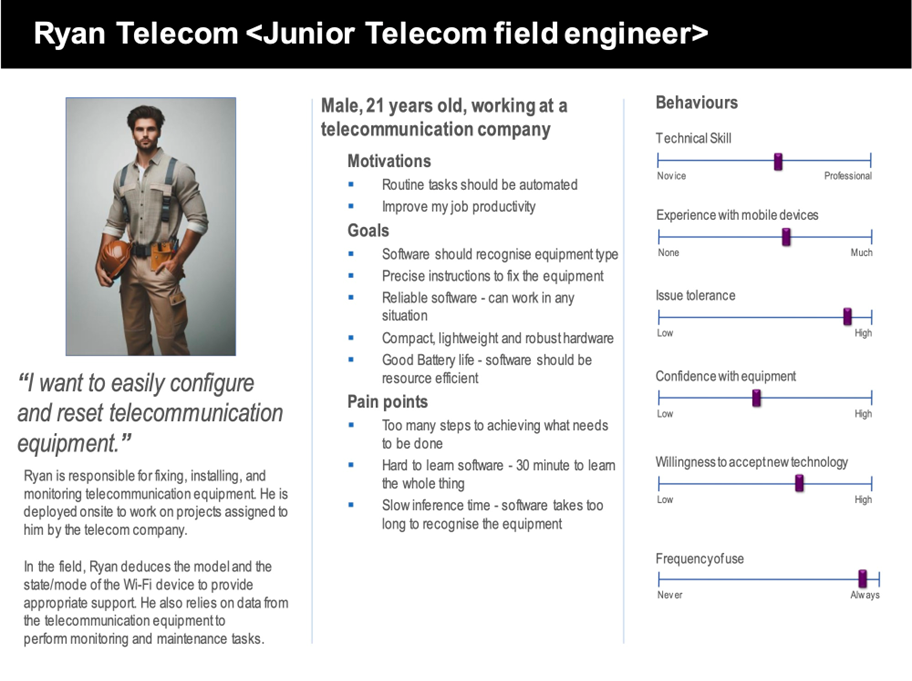 Ryan Telecom <Junior Telecom field engineer>
“I want to easily configure
and reset telecommunication
equipment.”
Ryan is responsible for fixing, installing, and
monitoring telecommunication equipment. He is
deployed onsite to work on projects assigned to
him by the telecom company.
In the field, Ryan deduces the model and the
state/mode of the Wi-Fi device to provide
appropriate support. He also relies on data from
the telecommunication equipment to
perform monitoring and maintenance tasks.
Male, 21 years old, working at a
telecommunication company
Motivations
Routine tasks should be automated
Improve my job productivity
Goals
Software should recognise equipment type
Precise instructions to fix the equipment
Reliable software - can work in any
situation
Compact, lightweight and robust hardware
Good Battery life - software should be
resource efficient
Pain points
Too many steps to achieving what needs
to be done
Hard to learn software - 30 minute to learn
the whole thing
Slow inference time - software takes too
long to recognise the equipment
Behaviours
Technical Skill
Novice Professional
Experience with mobile devices
None Much
Issue tolerance
Low High
Confidence with equipment
Low High
Willingness to accept new technology
Low High
Frequency of use
Never Always